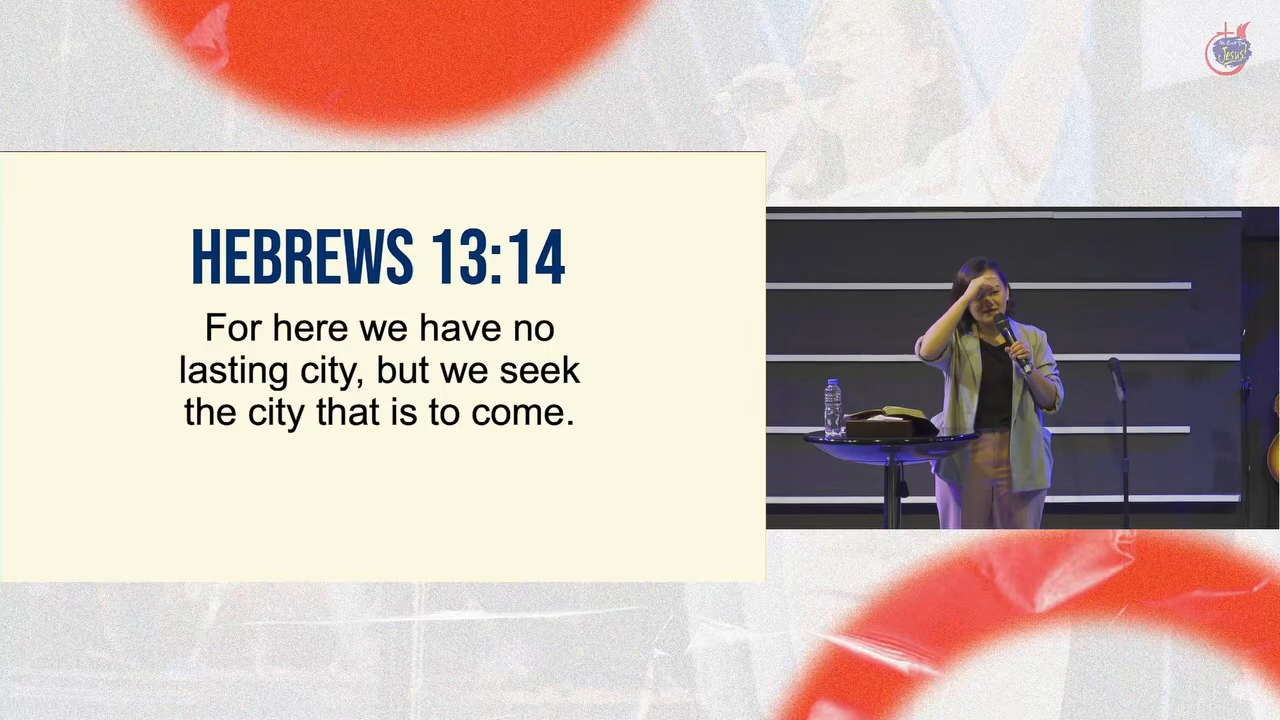 HEBREWS 13:14
For here we have no
lasting city, but we seek
the city that is to come.
Jesus!